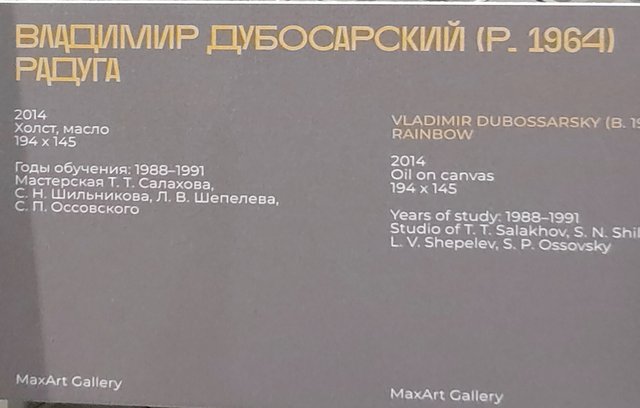 ВЛАДИМИР ДУБОСАРСКИЙ (Р. 1964)
РАДУГА
2014
Холст, масло
194 x 145
Годы обучения: 1988–1991
Мастерская Т. Т. Салахова,
С. Н. Шильникова, Л. В. Шепелева,
С. П. Оссовского
MaxArt Gallery
VLADIMIR DUBOSSARSKY (B. 19
RAINBOW
2014
Oil on canvas
194 x 145
Years of study: 1988–1991
Studio of T. T. Salakhov, S. N. Shil
L. V. Shepelev, S. P. Ossovsky
MaxArt Gallery